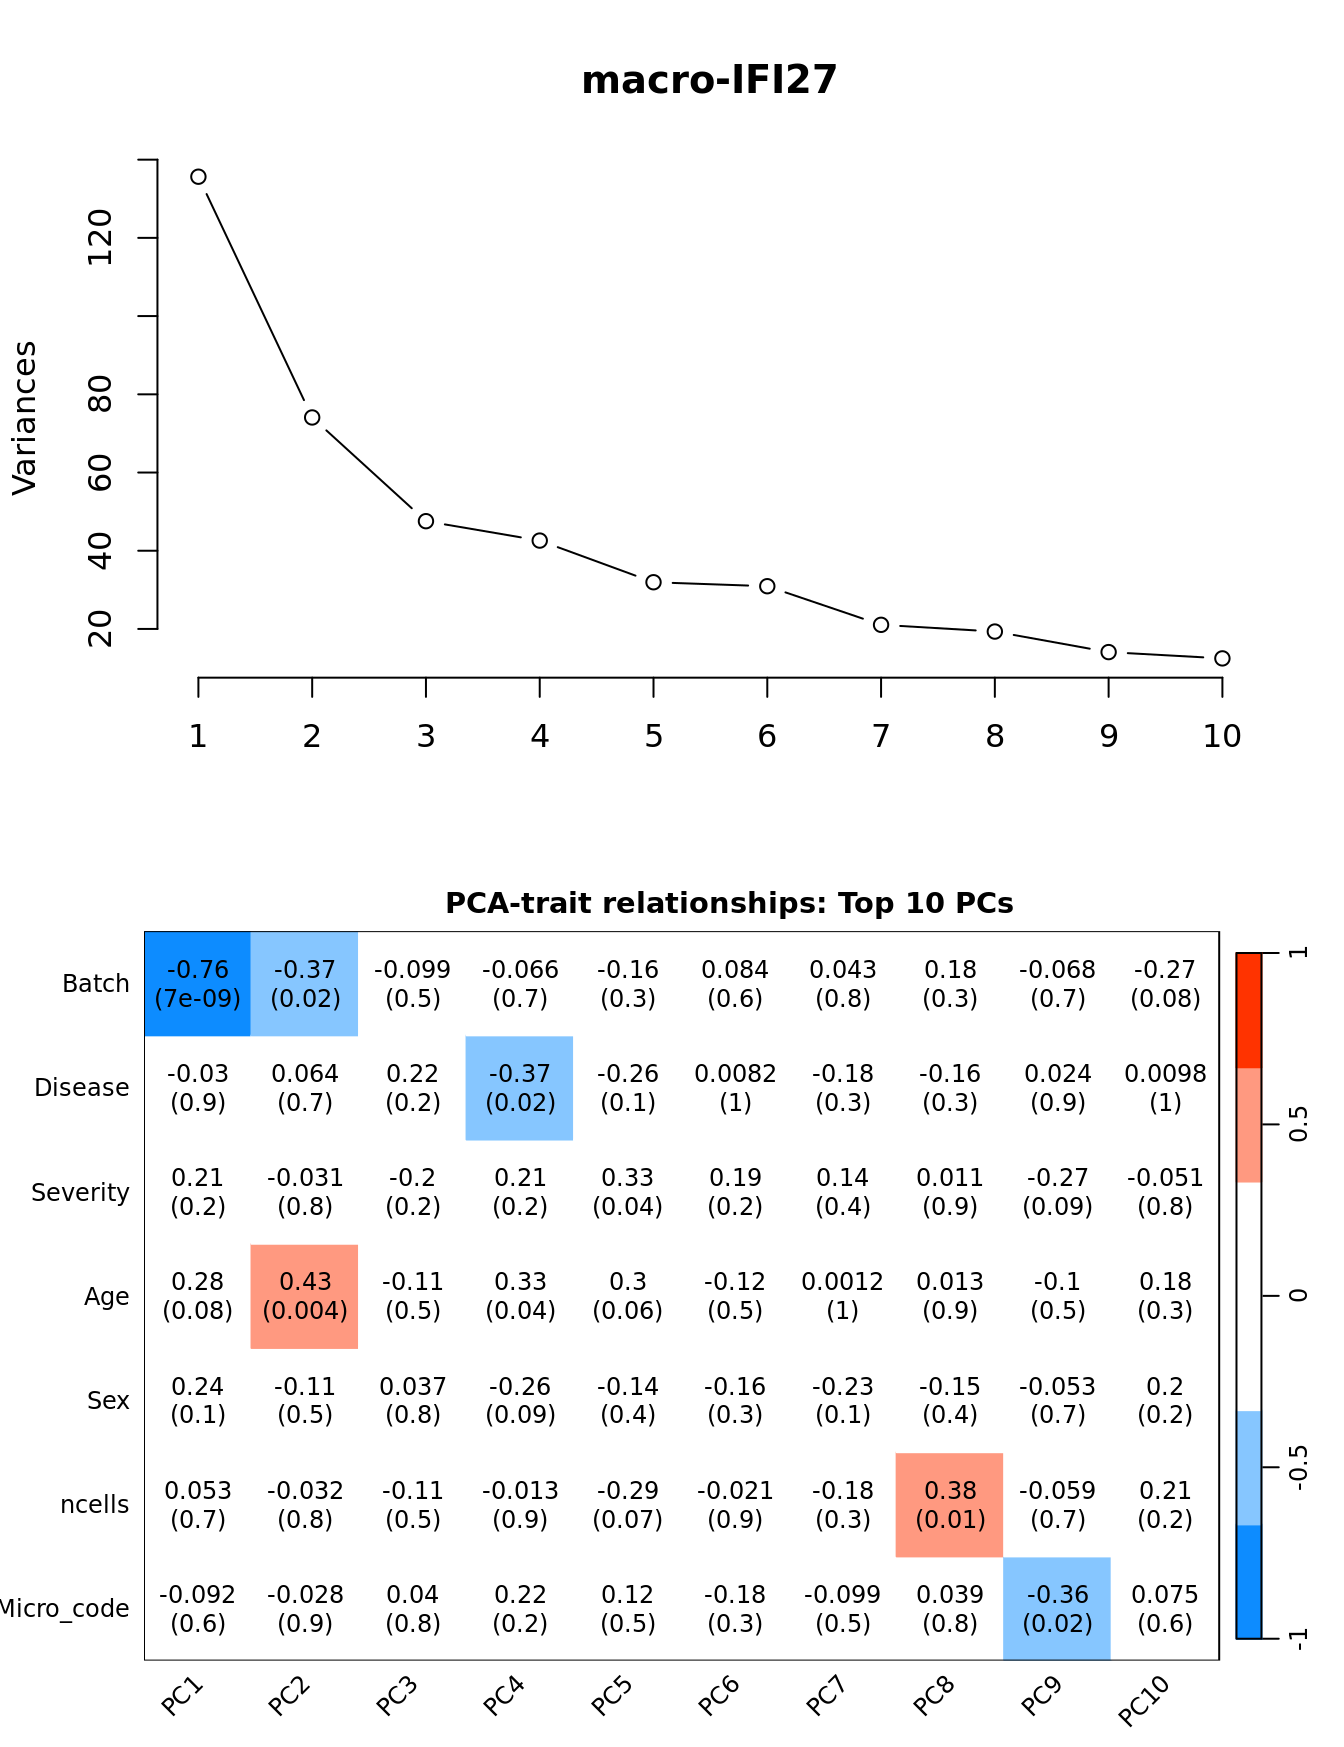 macro-IFI27
Variances
120
80
60
40
20
1 2 3 4 5 6 7 8 9 10
PCA-trait relationships: Top 10 PCs
Batch -0.76 -0.37 -0.099 -0.066 -0.16 0.084 0.043 0.18 -0.068 -0.27
(7e-09) (0.02) (0.5) (0.7) (0.3) (0.6) (0.8) (0.3) (0.7) (0.08)
Disease -0.03 0.064 0.22 -0.37 -0.26 0.0082 -0.18 -0.16 0.024 0.0098
(0.9) (0.7) (0.2) (0.02) (0.1) (1) (0.3) (0.3) (0.9) (1)
Severity 0.21 -0.031 -0.2 0.21 0.33 0.19 0.14 0.011 -0.27 -0.051
(0.2) (0.8) (0.2) (0.2) (0.04) (0.2) (0.4) (0.9) (0.09) (0.8)
Age 0.28 0.43 -0.11 0.33 0.3 -0.12 0.0012 0.013 -0.1 0.18
(0.08) (0.004) (0.5) (0.04) (0.06) (0.5) (1) (0.9) (0.5) (0.3)
Sex 0.24 -0.11 0.037 -0.26 -0.14 -0.16 -0.23 -0.15 -0.053 0.2
(0.1) (0.5) (0.8) (0.09) (0.4) (0.3) (0.1) (0.4) (0.7) (0.2)
ncells 0.053 -0.032 -0.11 -0.013 -0.29 -0.021 -0.18 0.38 -0.059 0.21
(0.7) (0.8) (0.5) (0.9) (0.07) (0.9) (0.3) (0.01) (0.7) (0.2)
Micro_code -0.092 -0.028 0.04 0.22 0.12 -0.18 -0.099 0.039 -0.36 0.075
(0.6) (0.9) (0.8) (0.2) (0.5) (0.3) (0.5) (0.8) (0.02) (0.6)
PC1 PC2 PC3 PC4 PC5 PC6 PC7 PC8 PC9 PC10
1
0.5
0
-0.5
-1